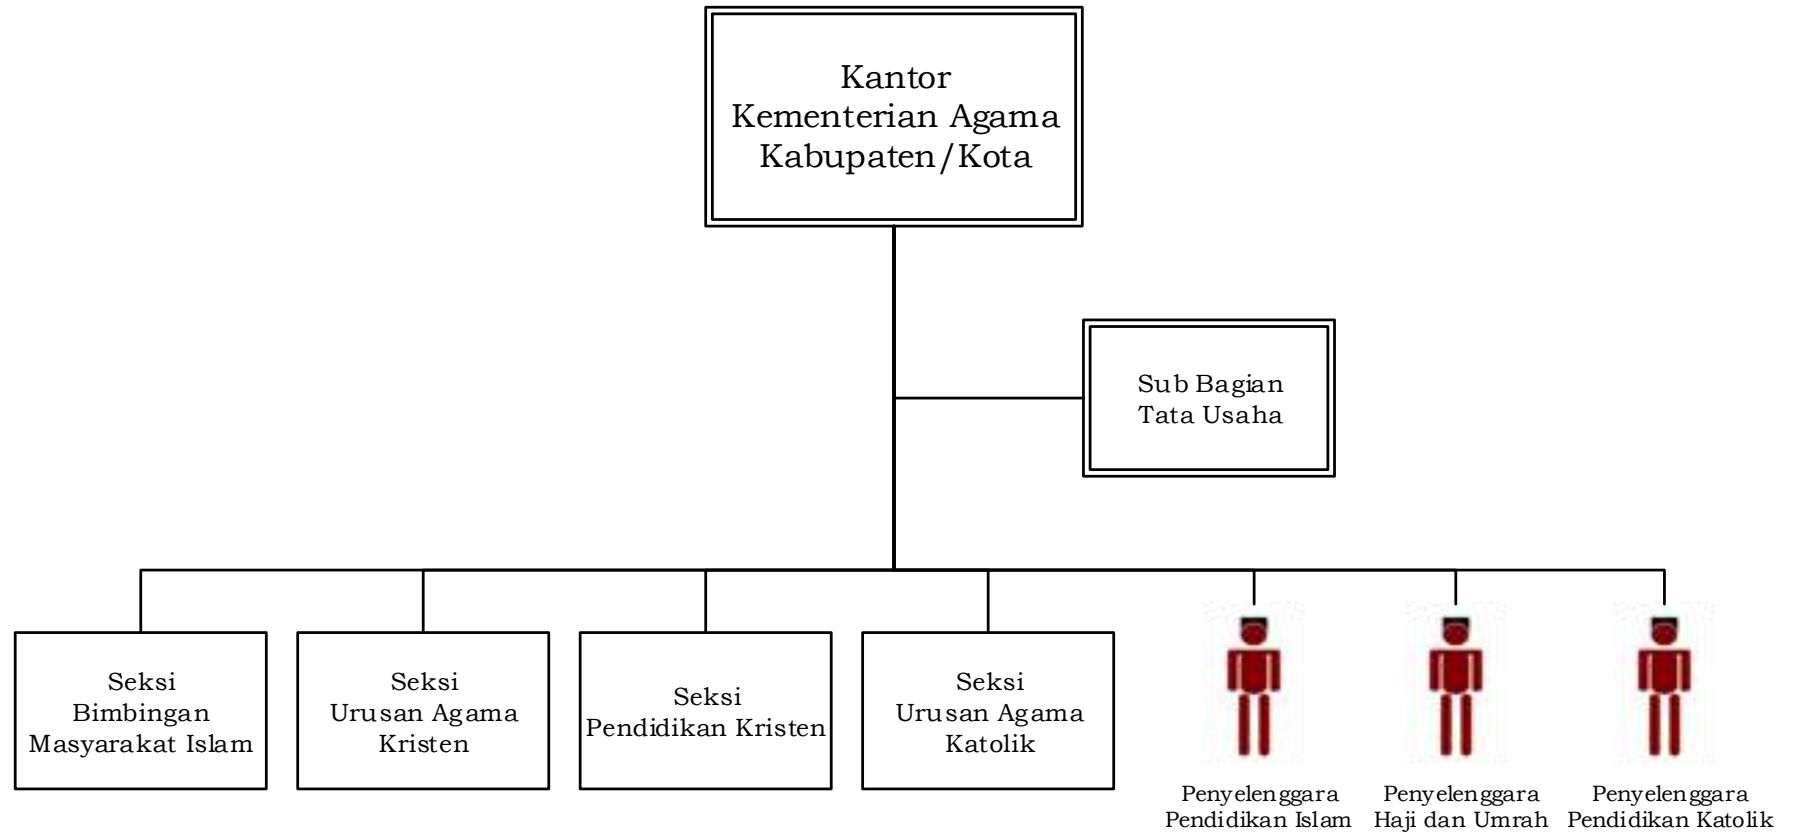 Kantor
Kementerian Agama
Kabupaten/Kota
Sub Bagian
Tata Usaha
Seksi
Bimbingan
Masyarakat Islam
Seksi
Urusan Agama
Kristen
Seksi
Pendidikan Kristen
Seksi
Urusan Agama
Katolik
Penyelenggara
Pendidikan Islam
Penyelenggara
Haji dan Umrah
Penyelenggara
Pendidikan Katolik